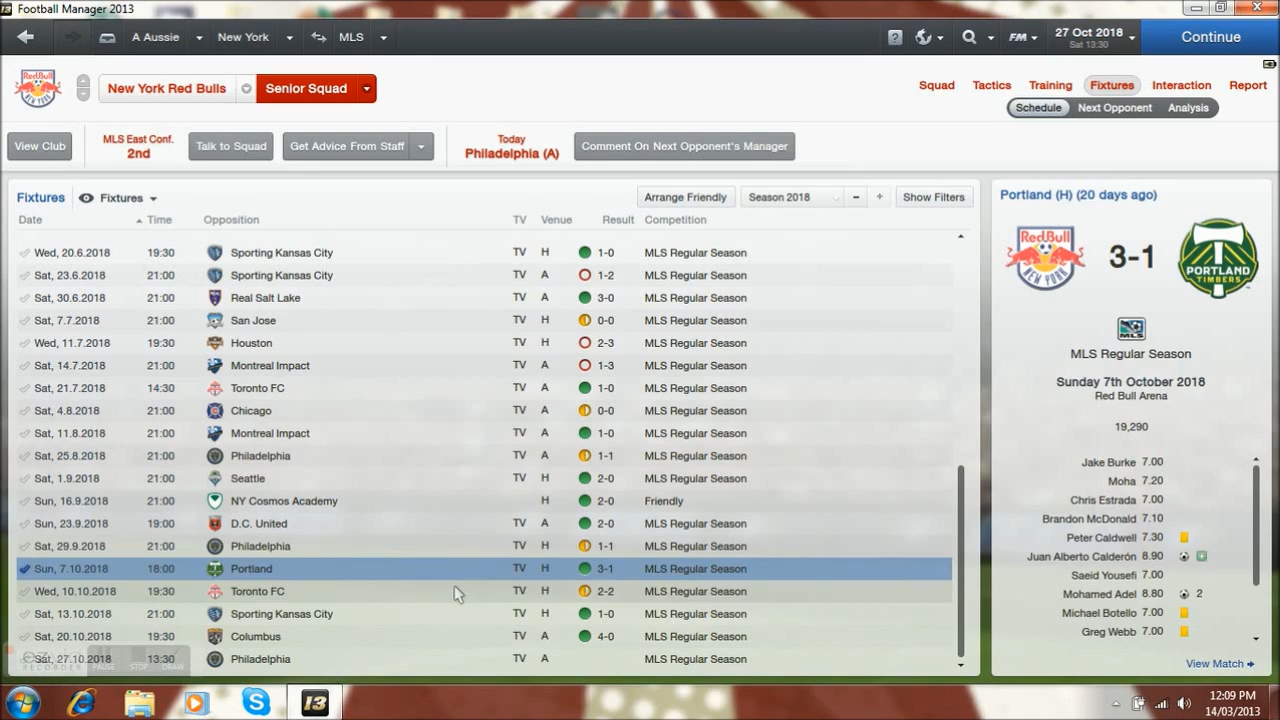 Football Manager 2013
A Aussie New York MLS FM 27 Oct 2018 Sat 13:30 Continue
New York Red Bulls Senior Squad Squad Tactics Training Fixtures Interaction Report
Schedule Next Opponent Analysis
View Club MLS East Conf. 2nd Talk to Squad Get Advice From Staff Today Philadelphia (A) Comment On Next Opponent's Manager
Fixtures Fixtures Arrange Friendly Season 2018 - + Show Filters
Date Time Opposition TV Venue Result Competition
Wed, 20.6.2018 19:30 Sporting Kansas City TV H 1-0 MLS Regular Season
Sat, 23.6.2018 21:00 Sporting Kansas City TV A 1-2 MLS Regular Season
Sat, 30.6.2018 21:00 Real Salt Lake TV A 3-0 MLS Regular Season
Sat, 7.7.2018 21:00 San Jose TV A 0-0 MLS Regular Season
Wed, 11.7.2018 19:30 Houston TV H 2-3 MLS Regular Season
Sat, 14.7.2018 21:00 Montreal Impact TV A 1-3 MLS Regular Season
Sat, 21.7.2018 14:30 Toronto FC TV A 1-0 MLS Regular Season
Sat, 4.8.2018 21:00 Chicago TV A 0-0 MLS Regular Season
Sat, 11.8.2018 21:00 Montreal Impact TV A 1-0 MLS Regular Season
Sat, 25.8.2018 21:00 Philadelphia TV A 1-1 MLS Regular Season
Sat, 1.9.2018 21:00 Seattle TV H 2-0 MLS Regular Season
Sun, 16.9.2018 21:00 NY Cosmos Academy H 2-0 Friendly
Sun, 23.9.2018 19:00 D.C. United TV A 2-0 MLS Regular Season
Sat, 29.9.2018 21:00 Philadelphia TV H 1-1 MLS Regular Season
Sun, 7.10.2018 18:00 Portland TV H 3-1 MLS Regular Season
Wed, 10.10.2018 19:30 Toronto FC TV H 2-2 MLS Regular Season
Sat, 13.10.2018 21:00 Sporting Kansas City TV H 1-0 MLS Regular Season
Sat, 20.10.2018 19:30 Columbus TV A 4-0 MLS Regular Season
Sat, 27.10.2018 13:30 Philadelphia TV A MLS Regular Season
RECORDER PAUSE STOP DRAW
Portland (H) (20 days ago)
RedBull NEW YORK 3-1 PORTLAND TIMBERS
MLS
MLS Regular Season
Sunday 7th October 2018
Red Bull Arena
19,290
Jake Burke 7.00
Moha 7.20
Chris Estrada 7.00
Brandon McDonald 7.10
Peter Caldwell 7.30
Juan Alberto Calderón 8.90
Saeid Yousefi 7.00
Mohamed Adel 8.80 2
Michael Botello 7.00
Greg Webb 7.00
View Match
13 12:09 PM
14/03/2013